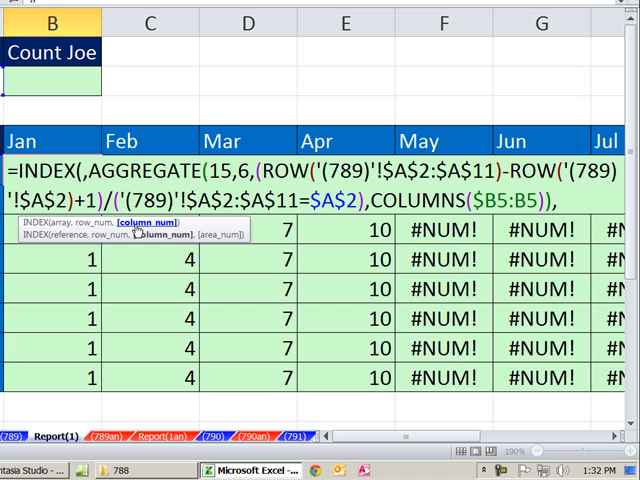 B C D E F G
Count Joe
Jan Feb Mar Apr May Jun Jul
=INDEX(,AGGREGATE(15,6,(ROW('(789)'!$A$2:$A$11)-ROW('(789)
'!$A$2)+1)/('(789)'!$A$2:$A$11=$A$2),COLUMNS($B5:B5)),
INDEX(array, row_num, [column_num])
INDEX(reference, row_num, [column_num], [area_num])
7 10 #NUM! #NUM! #N
1 4 7 10 #NUM! #NUM! #N
1 4 7 10 #NUM! #NUM! #N
1 4 7 10 #NUM! #NUM! #N
1 4 7 10 #NUM! #NUM! #N
1 4 7 10 #NUM! #NUM! #N
(789) Report(1) (789an) Report(1an) (790) (790an) (791)
190%
ntasia Studio - ... 788 Microsoft Excel -... 1:32 PM